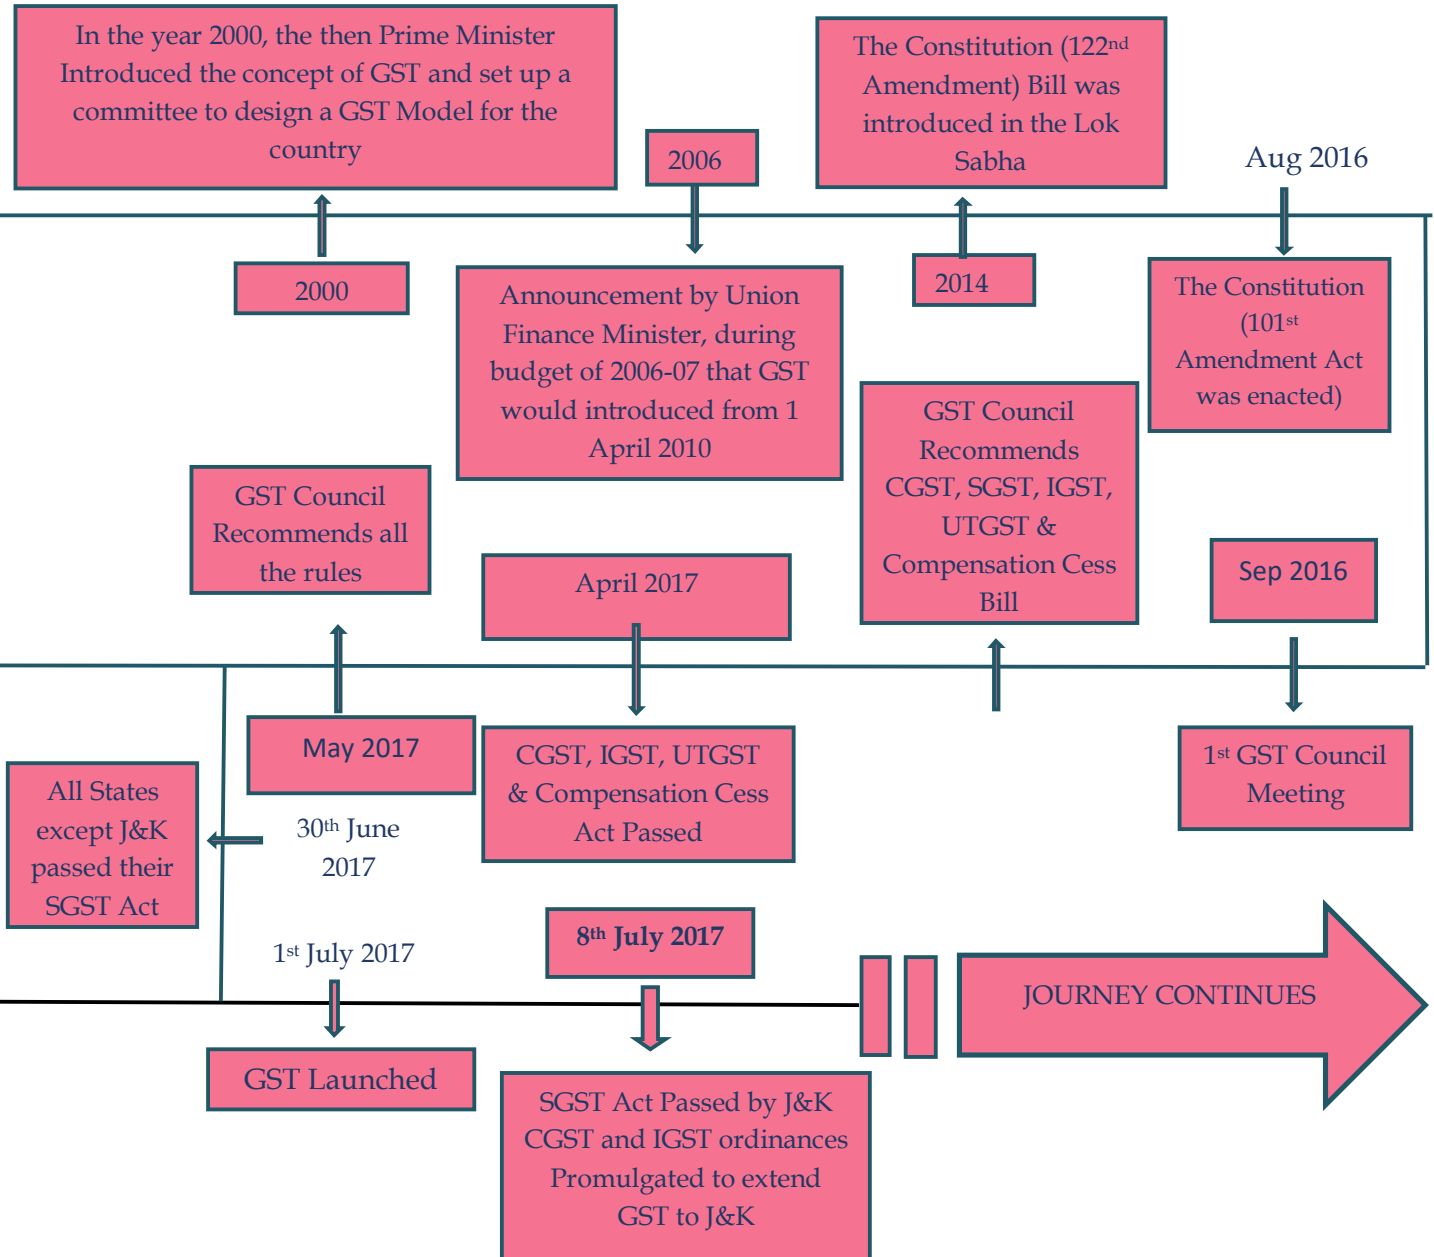 In the year 2000, the then Prime Minister
Introduced the concept of GST and set up a
committee to design a GST Model for the
country
2000
2006
Announcement by Union
Finance Minister, during
budget of 2006-07 that GST
would introduced from 1
April 2010
The Constitution (122nd
Amendment) Bill was
introduced in the Lok
Sabha
2014
Aug 2016
The Constitution
(101st
Amendment Act
was enacted)
Sep 2016
1st GST Council
Meeting
GST Council
Recommends
CGST, SGST, IGST,
UTGST &
Compensation Cess
Bill
April 2017
CGST, IGST, UTGST
& Compensation Cess
Act Passed
GST Council
Recommends all
the rules
May 2017
30th June
2017
All States
except J&K
passed their
SGST Act
1st July 2017
GST Launched
8th July 2017
SGST Act Passed by J&K
CGST and IGST ordinances
Promulgated to extend
GST to J&K
JOURNEY CONTINUES